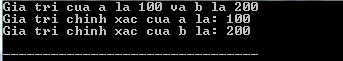 Gia tri cua a la 100 va b la 200
Gia tri chinh xac cua a la: 100
Gia tri chinh xac cua b la: 200
--------------------------------